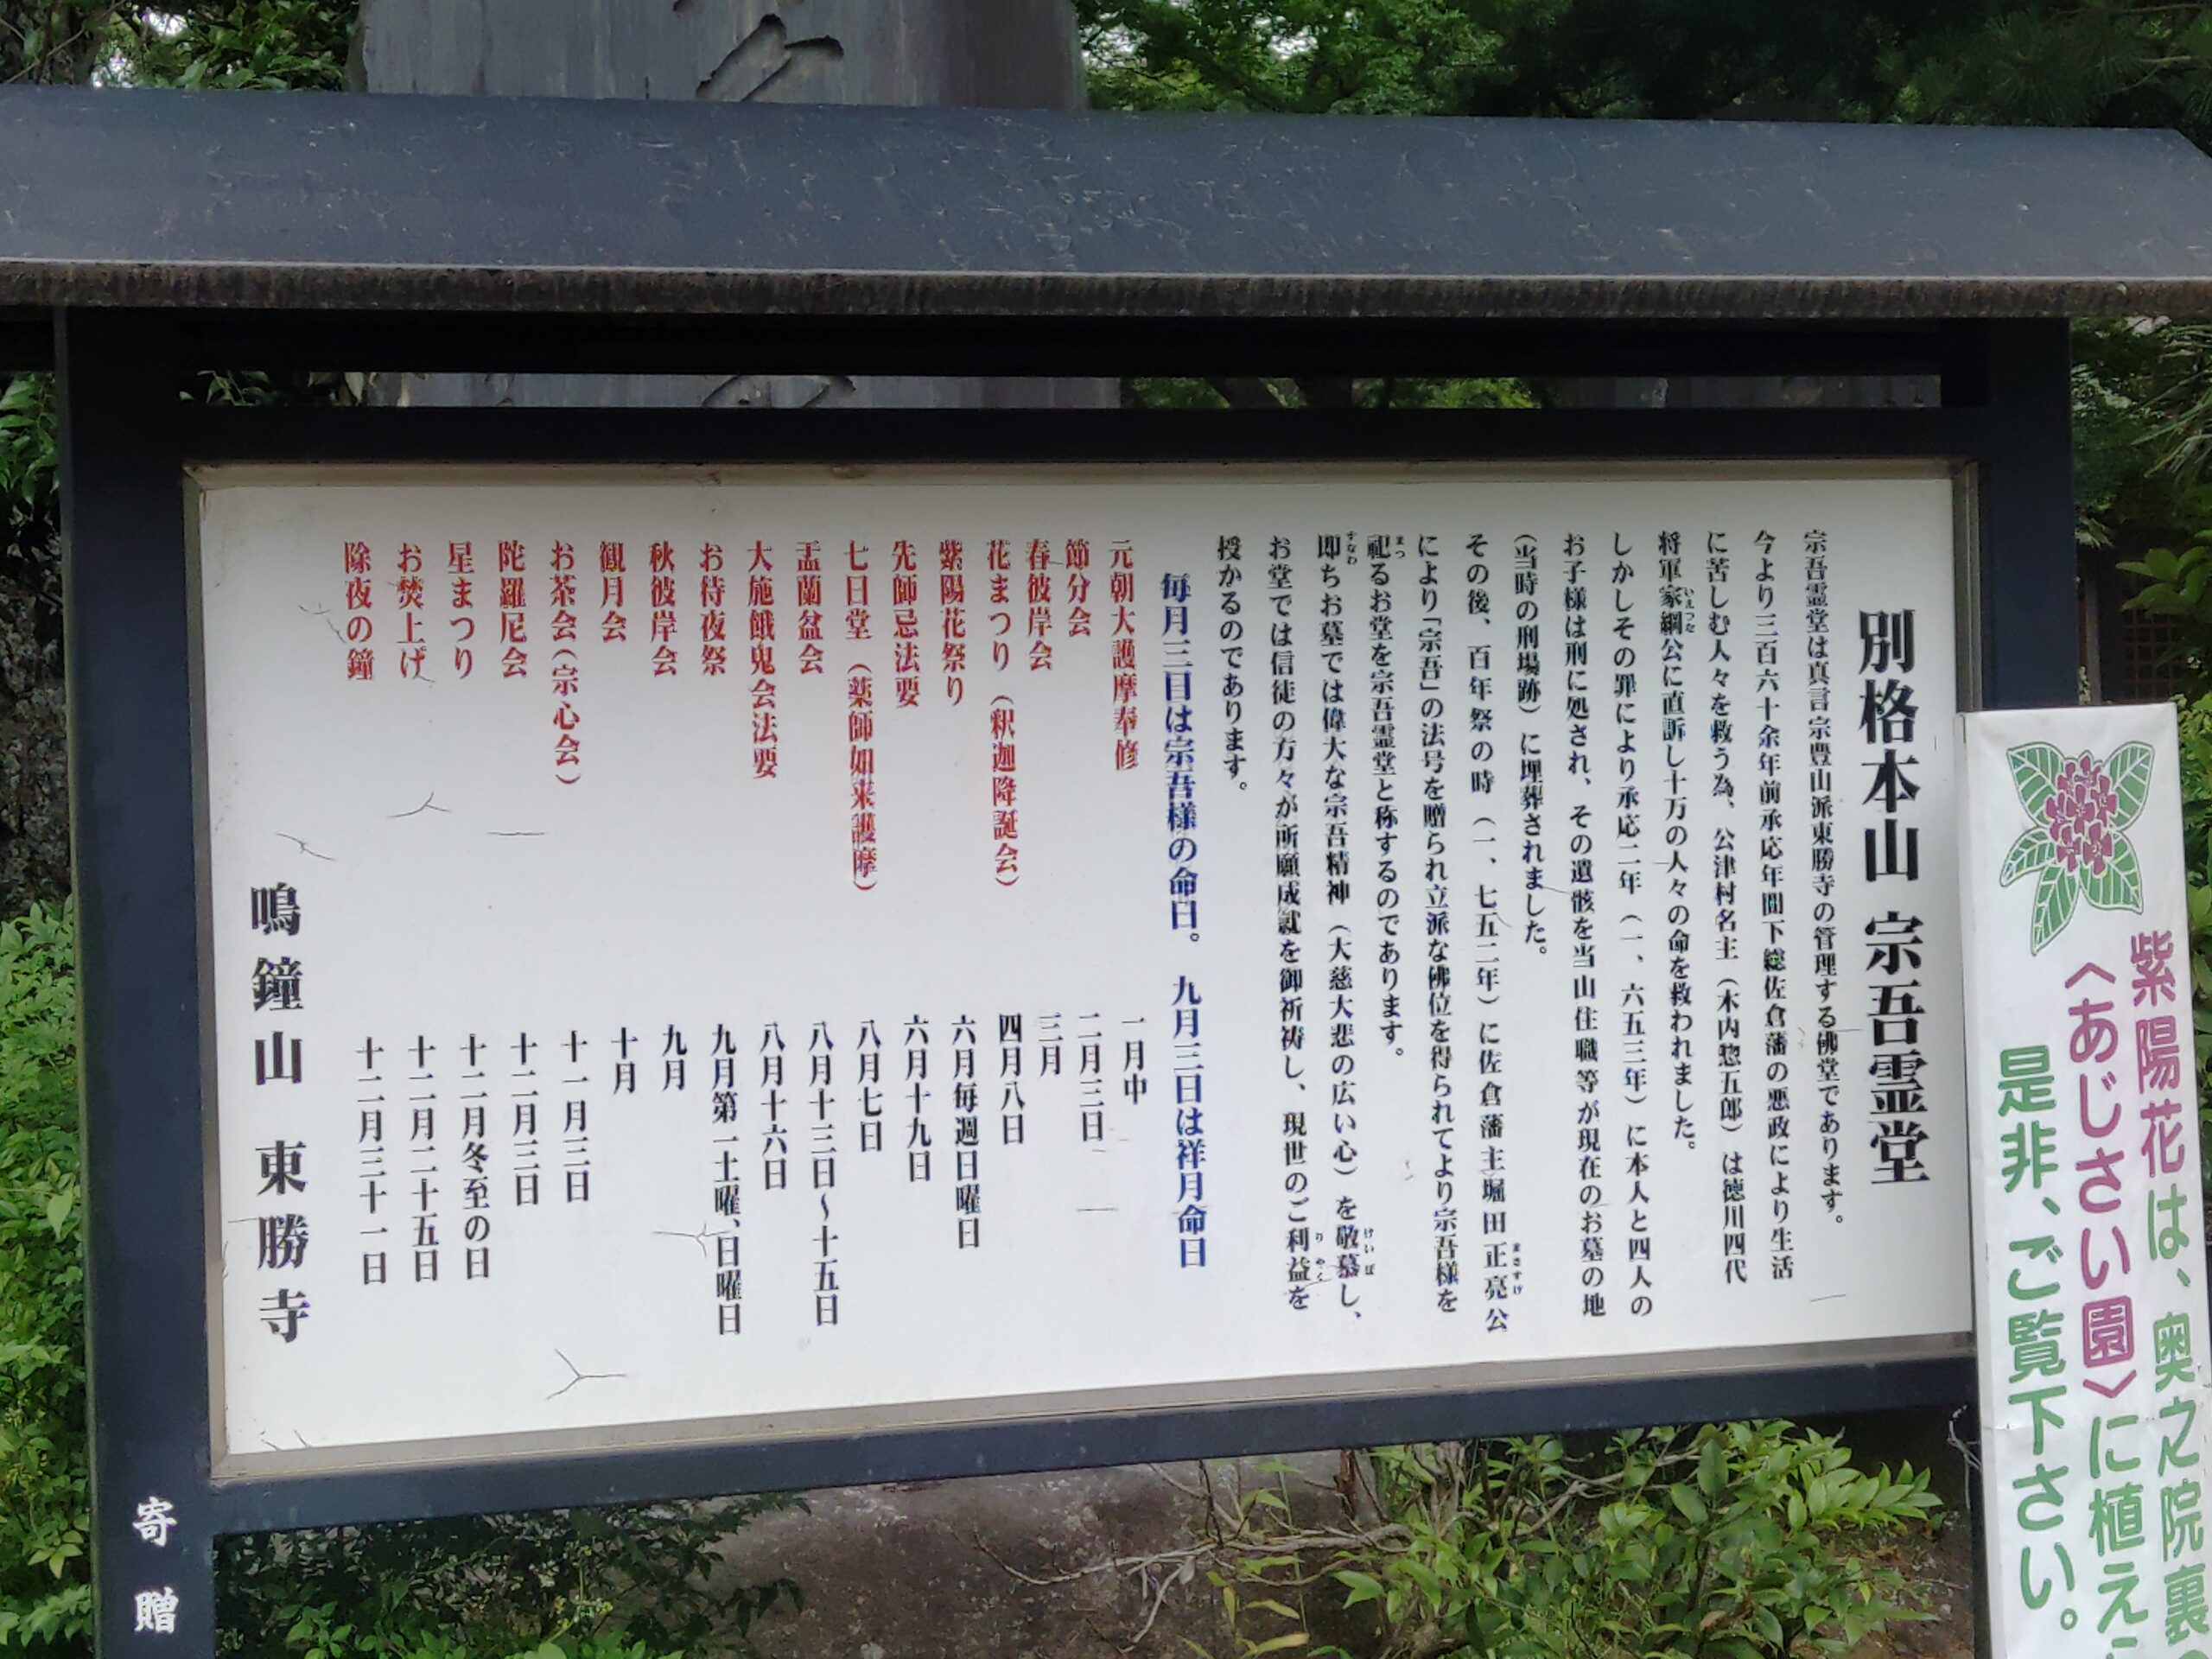 別格本山 宗吾霊堂
宗吾霊堂は真言宗豊山派東勝寺の管理する佛堂であります。
今より三百六十余年前承応年間下総佐倉藩の悪政により生活
に苦しむ人々を救う為、公津村名主（木内惣五郎）は徳川四代
将軍家綱公に直訴し十万の人々の命を救われました。
しかしその罪により承応二年（一、六五三年）に本人と四人の
お子様は刑に処され、その遺骸を当山住職等が現在のお墓の地
（当時の刑場跡）に埋葬されました。
その後、百年祭の時（一、七五二年）に佐倉藩主堀田正亮公
により「宗吾」の法号を贈られ立派な佛位を得られてより宗吾様を
祀るお堂を宗吾霊堂と称するのであります。
即ちお墓では偉大な宗吾精神（大慈大悲の広い心）を敬慕し、
お堂では信徒の方々が所願成就を御祈祷し、現世のご利益を
授かるのであります。
毎月三日は宗吾様の命日。 九月三日は祥月命日
元朝大護摩奉修 一月中
節分会 二月三日
春彼岸会 三月
花まつり（釈迦降誕会） 四月八日
紫陽花祭り 六月毎週日曜日
先師忌法要 六月十九日
七日堂（薬師如来護摩） 八月七日
盂蘭盆会 八月十三日～十五日
大施餓鬼会法要 八月十六日
お待夜祭 九月第一土曜、日曜日
秋彼岸会 九月
観月会 十月
お茶会（宗心会） 十一月三日
陀羅尼会 十二月三日
星まつり 十二月冬至の日
お焚上げ 十二月二十五日
除夜の鐘 十二月三十一日
鳴鐘山 東勝寺
寄贈
紫陽花は、奥之院裏
〈あじさい園〉に植え
是非、ご覧下さい。